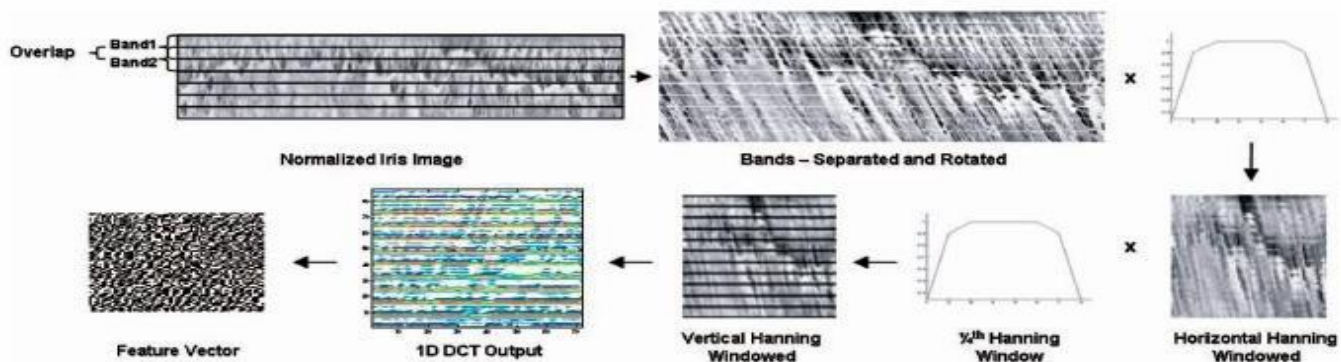 Overlap
Band1
Band2
x
Normalized Iris Image
Bands – Separated and Rotated
x
Feature Vector
1D DCT Output
Vertical Hanning
Windowed
¼th Hanning
Window
Horizontal Hanning
Windowed